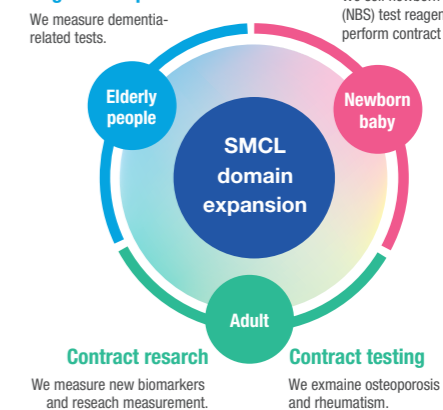 We measure dementia-
related tests.
(NBS) test reagen
perform contract
Elderly
people
Newborn
baby
SMCL
domain
expansion
Adult
Contract resarch
We measure new biomarkers
and reseach measurement.
Contract testing
We exmaine osteoporosis
and rheumatism.